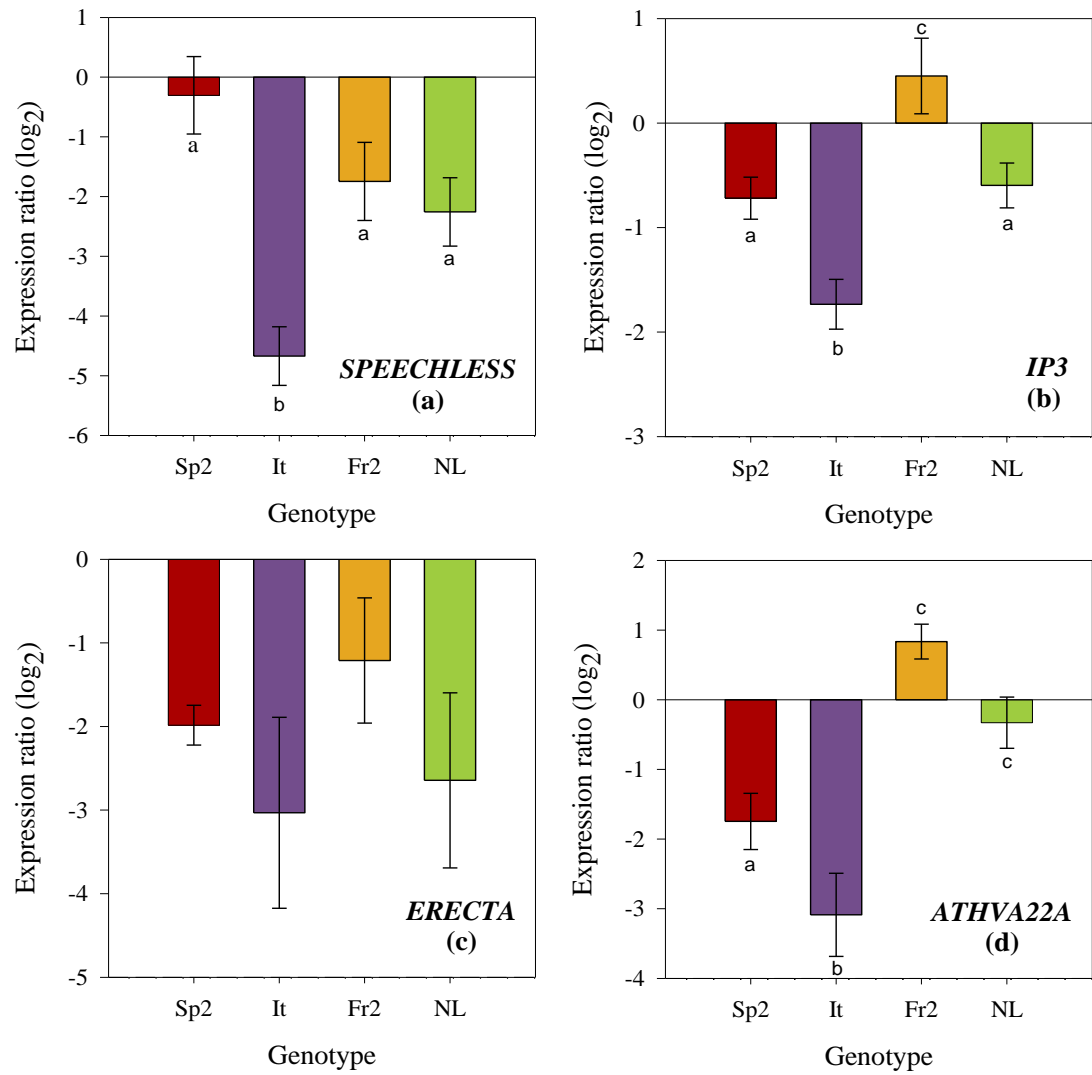 1
0
-1
-2
-3
-4
-5
-6
Expression ratio (log2)
a
b
a
a
SPEECHLESS
(a)
Sp2 It Fr2 NL
Genotype
1
0
-1
-2
-3
Expression ratio (log2)
a
b
c
a
IP3
(b)
Sp2 It Fr2 NL
Genotype
0
-1
-2
-3
-4
-5
Expression ratio (log2)
ERECTA
(c)
Sp2 It Fr2 NL
Genotype
2
1
0
-1
-2
-3
-4
Expression ratio (log2)
a
b
c
c
ATHVA22A
(d)
Sp2 It Fr2 NL
Genotype